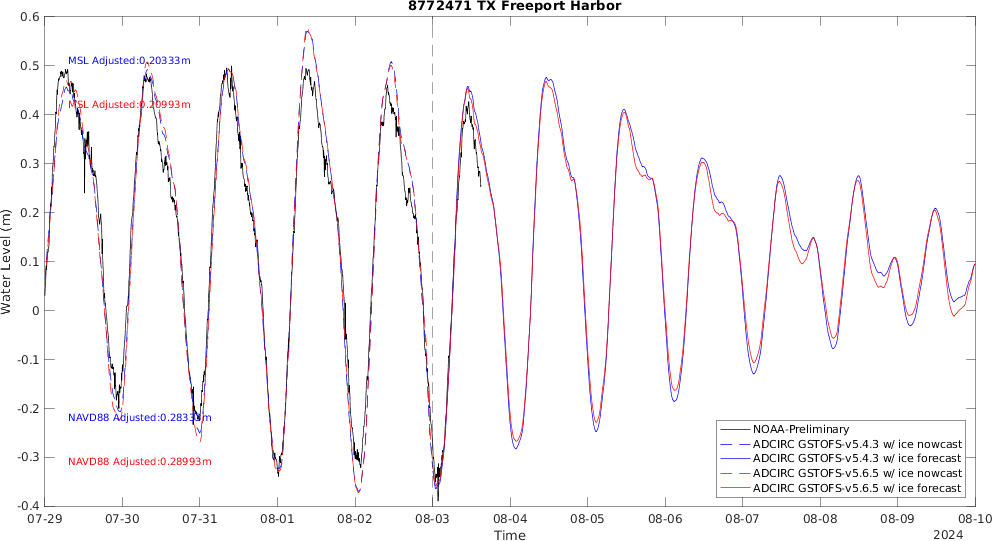 8772471 TX Freeport Harbor
0.6
0.5
0.4
0.3
0.2
0.1
0
-0.1
-0.2
-0.3
-0.4
Water Level (m)
MSL Adjusted:0.20333m
MSL Adjusted:0.20993m
NAVD88 Adjusted:0.28333m
NAVD88 Adjusted:0.28993m
NOAA-Preliminary
ADCIRC GSTOFS-v5.4.3 w/ ice nowcast
ADCIRC GSTOFS-v5.4.3 w/ ice forecast
ADCIRC GSTOFS-v5.6.5 w/ ice nowcast
ADCIRC GSTOFS-v5.6.5 w/ ice forecast
07-29 07-30 07-31 08-01 08-02 08-03 08-04 08-05 08-06 08-07 08-08 08-09 08-10
Time
2024